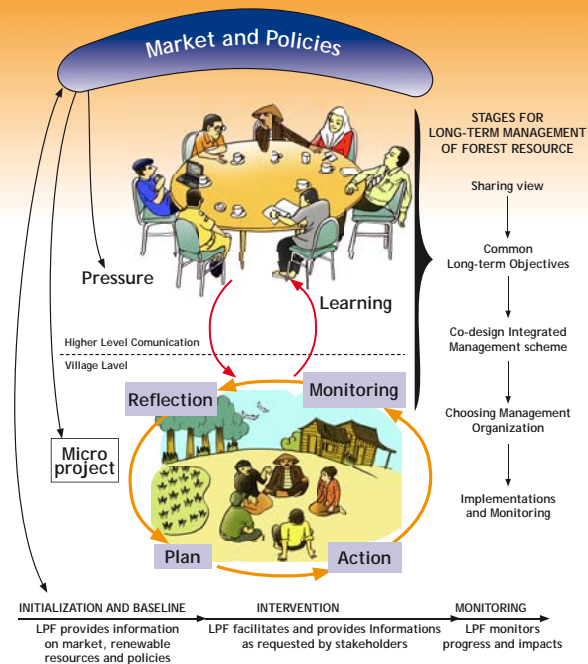 Market and Policies
STAGES FOR
LONG-TERM MANAGEMENT
OF FOREST RESOURCE
Sharing view
Common
Long-term Objectives
Co-design Integrated
Management scheme
Choosing Management
Organization
Implementations
and Monitoring
Pressure
Learning
Higher Level Comunication
Village Lavel
Reflection
Monitoring
Micro
project
Plan
Action
INITIALIZATION AND BASELINE
LPF provides information
on market, renewable
resources and policies
INTERVENTION
LPF facilitates and provides Informations
as requested by stakeholders
MONITORING
LPF monitors
progress and impacts